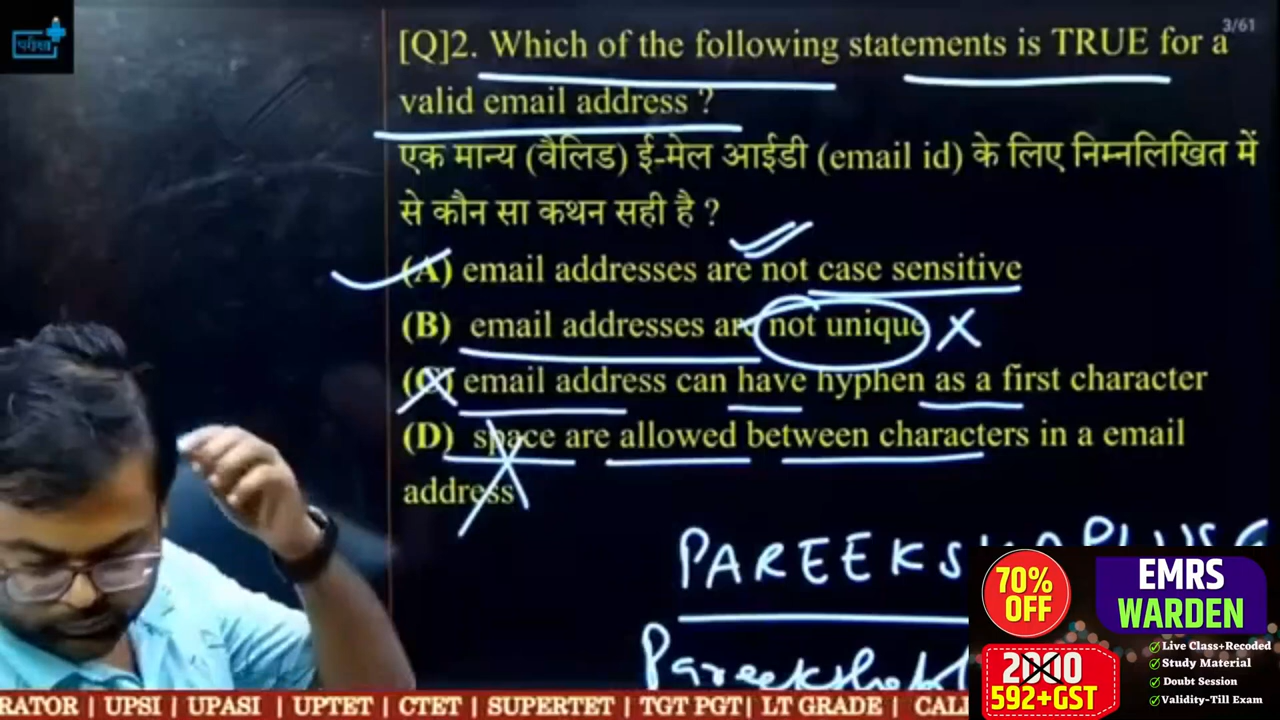 परीक्षा
3/61
[Q]2. Which of the following statements is TRUE for a
valid email address ?
एक मान्य (वैलिड) ई-मेल आईडी (email id) के लिए निम्नलिखित में
से कौन सा कथन सही है ?
(A) email addresses are not case sensitive
(B) email addresses are not unique
(C) email address can have hyphen as a first character
(D) space are allowed between characters in a email
address
PAREEKSHAPLUS
70%
OFF
EMRS
WARDEN
2000
592+GST
Live Class+Recoded
Study Material
Doubt Session
Validity-Till Exam
RATOR | UPSI | UPASI | UPTET | CTET | SUPERTET | TGT PGT | LT GRADE |